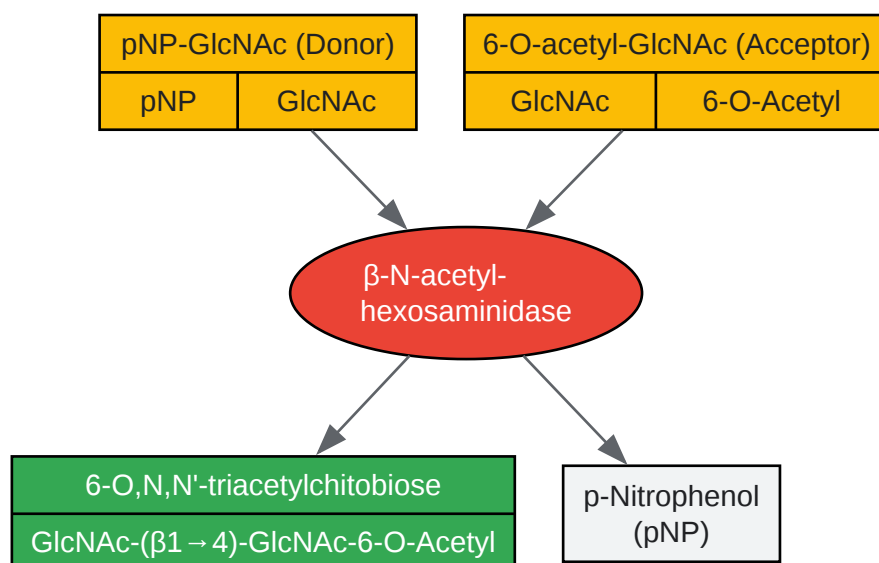 pNP-GlcNAc (Donor)
pNP
GlcNAc
6-O-acetyl-GlcNAc (Acceptor)
GlcNAc
6-O-Acetyl
β-N-acetyl-
hexosaminidase
6-O,N,N'-triacetylchitobiose
GlcNAc-(β1→4)-GlcNAc-6-O-Acetyl
p-Nitrophenol
(pNP)